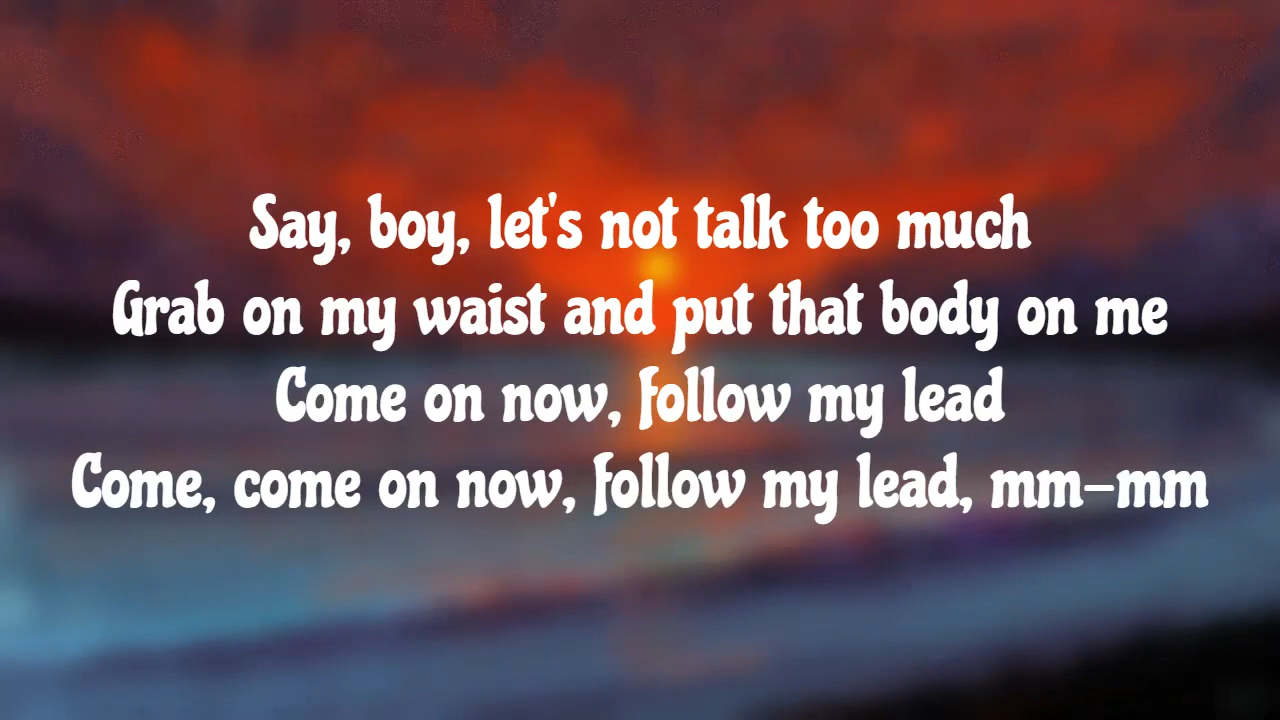 Say, boy, let's not talk too much
Grab on my waist and put that body on me
Come on now, follow my lead
Come, come on now, follow my lead, mm-mm